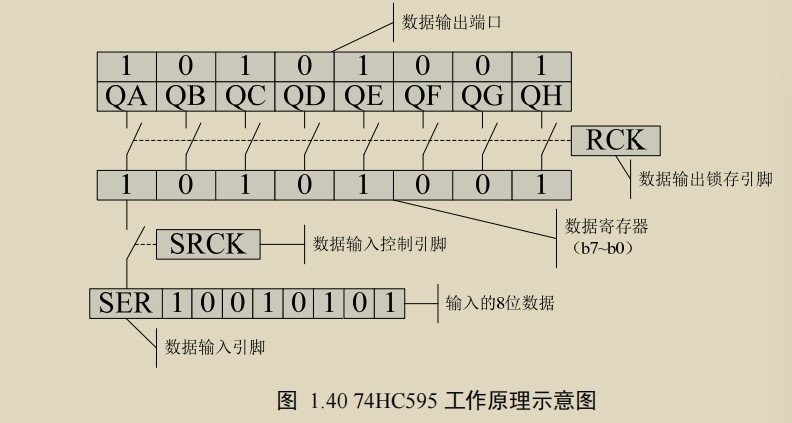 数据输出端口
1 0 1 0 1 0 0 1
QA QB QC QD QE QF QG QH
RCK
数据输出锁存引脚
1 0 1 0 1 0 0 1
数据寄存器
(b7~b0)
SRCK
数据输入控制引脚
SER 1 0 0 1 0 1 0 1
输入的8位数据
数据输入引脚
图 1.40 74HC595 工作原理示意图